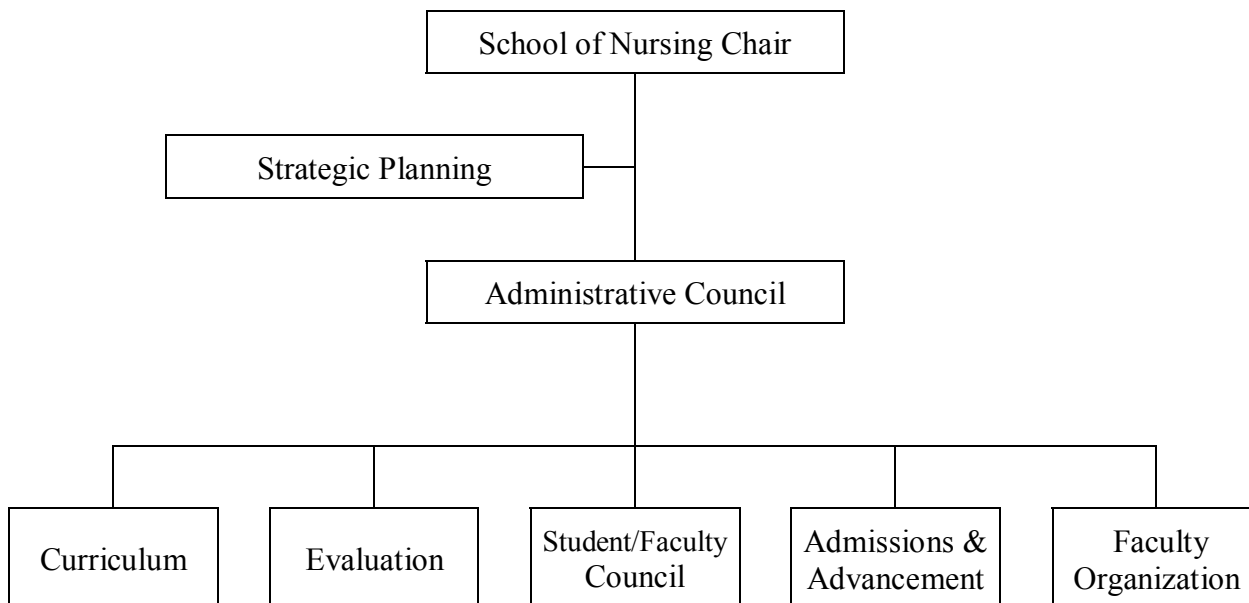 School of Nursing Chair
Strategic Planning
Administrative Council
Curriculum
Evaluation
Student/Faculty
Council
Admissions &
Advancement
Faculty
Organization